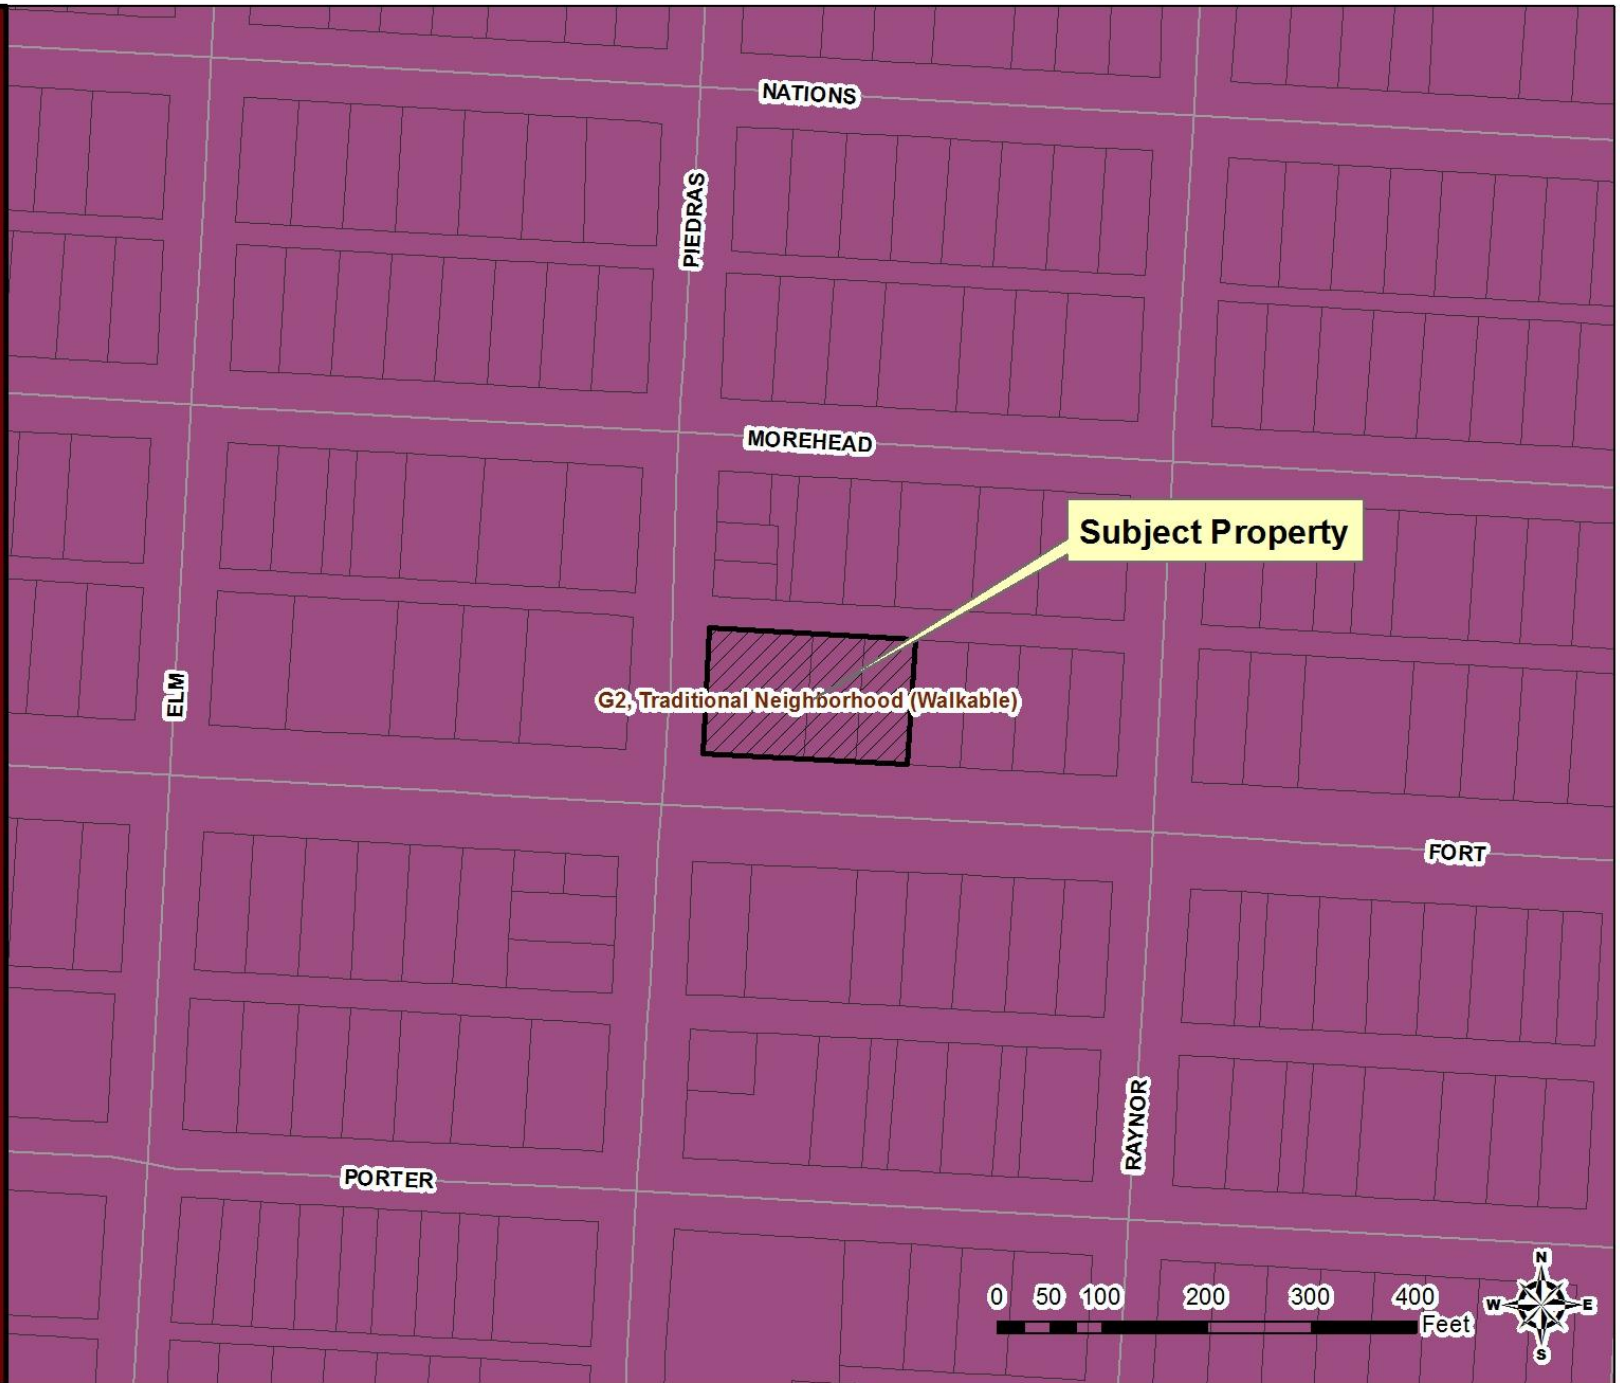 NATIONS
PIEDRAS
MOREHEAD
Subject Property
ELM
G2, Traditional Neighborhood (Walkable)
FORT
RAYNOR
PORTER
N
W E
S
0 50 100 200 300 400
Feet